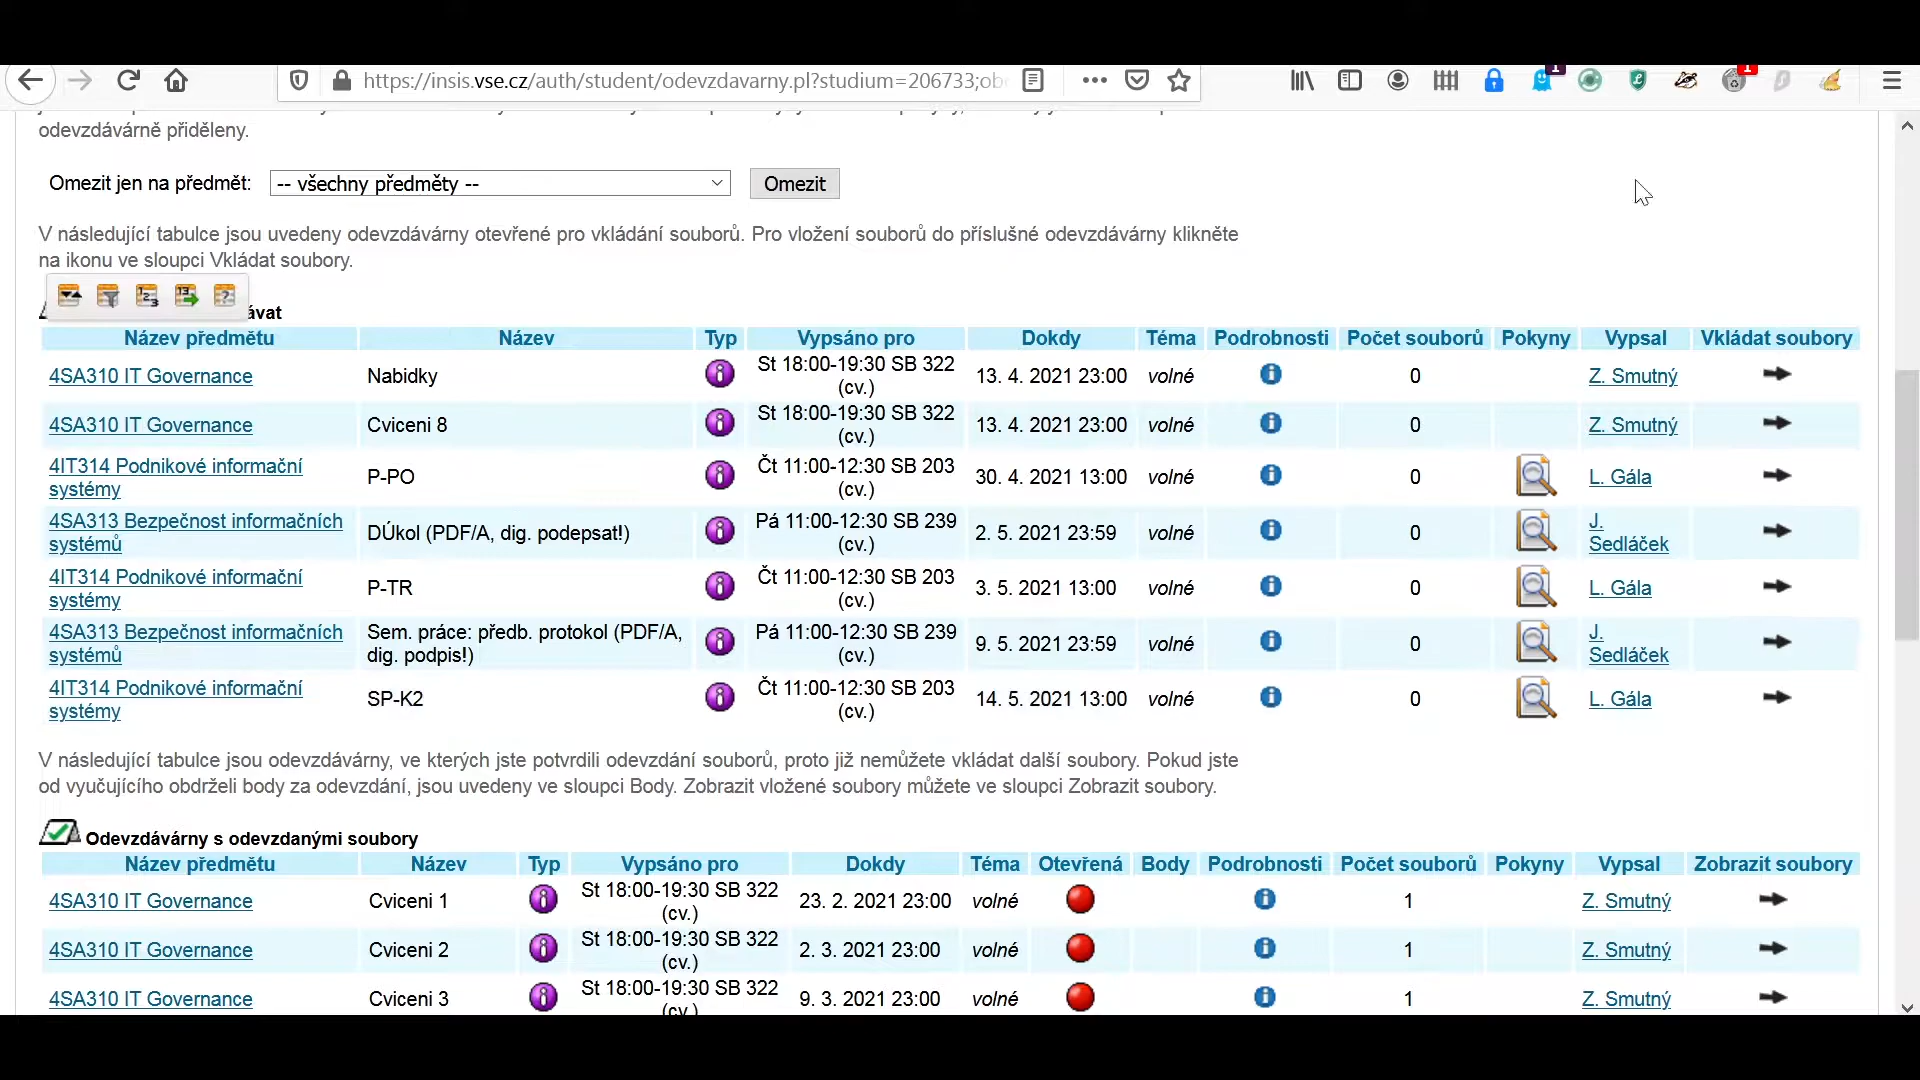 https://insis.vse.cz/auth/student/odevzdavarny.pl?studium=206733;ob
1
1
odevzdávárně přiděleny.
Omezit jen na předmět: -- všechny předměty -- Omezit
V následující tabulce jsou uvedeny odevzdávárny otevřené pro vkládání souborů. Pro vložení souborů do příslušné odevzdávárny klikněte
na ikonu ve sloupci Vkládat soubory.
ávat
Název předmětu Název Typ Vypsáno pro Dokdy Téma Podrobnosti Počet souborů Pokyny Vypsal Vkládat soubory
4SA310 IT Governance Nabidky St 18:00-19:30 SB 322 (cv.) 13. 4. 2021 23:00 volné 0 Z. Smutný
4SA310 IT Governance Cviceni 8 St 18:00-19:30 SB 322 (cv.) 13. 4. 2021 23:00 volné 0 Z. Smutný
4IT314 Podnikové informační systémy P-PO Čt 11:00-12:30 SB 203 (cv.) 30. 4. 2021 13:00 volné 0 L. Gála
4SA313 Bezpečnost informačních systémů DÚkol (PDF/A, dig. podepsat!) Pá 11:00-12:30 SB 239 (cv.) 2. 5. 2021 23:59 volné 0 J. Sedláček
4IT314 Podnikové informační systémy P-TR Čt 11:00-12:30 SB 203 (cv.) 3. 5. 2021 13:00 volné 0 L. Gála
4SA313 Bezpečnost informačních systémů Sem. práce: předb. protokol (PDF/A, dig. podpis!) Pá 11:00-12:30 SB 239 (cv.) 9. 5. 2021 23:59 volné 0 J. Sedláček
4IT314 Podnikové informační systémy SP-K2 Čt 11:00-12:30 SB 203 (cv.) 14. 5. 2021 13:00 volné 0 L. Gála
V následující tabulce jsou odevzdávárny, ve kterých jste potvrdili odevzdání souborů, proto již nemůžete vkládat další soubory. Pokud jste
od vyučujícího obdrželi body za odevzdání, jsou uvedeny ve sloupci Body. Zobrazit vložené soubory můžete ve sloupci Zobrazit soubory.
Odevzdávárny s odevzdanými soubory
Název předmětu Název Typ Vypsáno pro Dokdy Téma Otevřená Body Podrobnosti Počet souborů Pokyny Vypsal Zobrazit soubory
4SA310 IT Governance Cviceni 1 St 18:00-19:30 SB 322 (cv.) 23. 2. 2021 23:00 volné 1 Z. Smutný
4SA310 IT Governance Cviceni 2 St 18:00-19:30 SB 322 (cv.) 2. 3. 2021 23:00 volné 1 Z. Smutný
4SA310 IT Governance Cviceni 3 St 18:00-19:30 SB 322 (cv.) 9. 3. 2021 23:00 volné 1 Z. Smutný